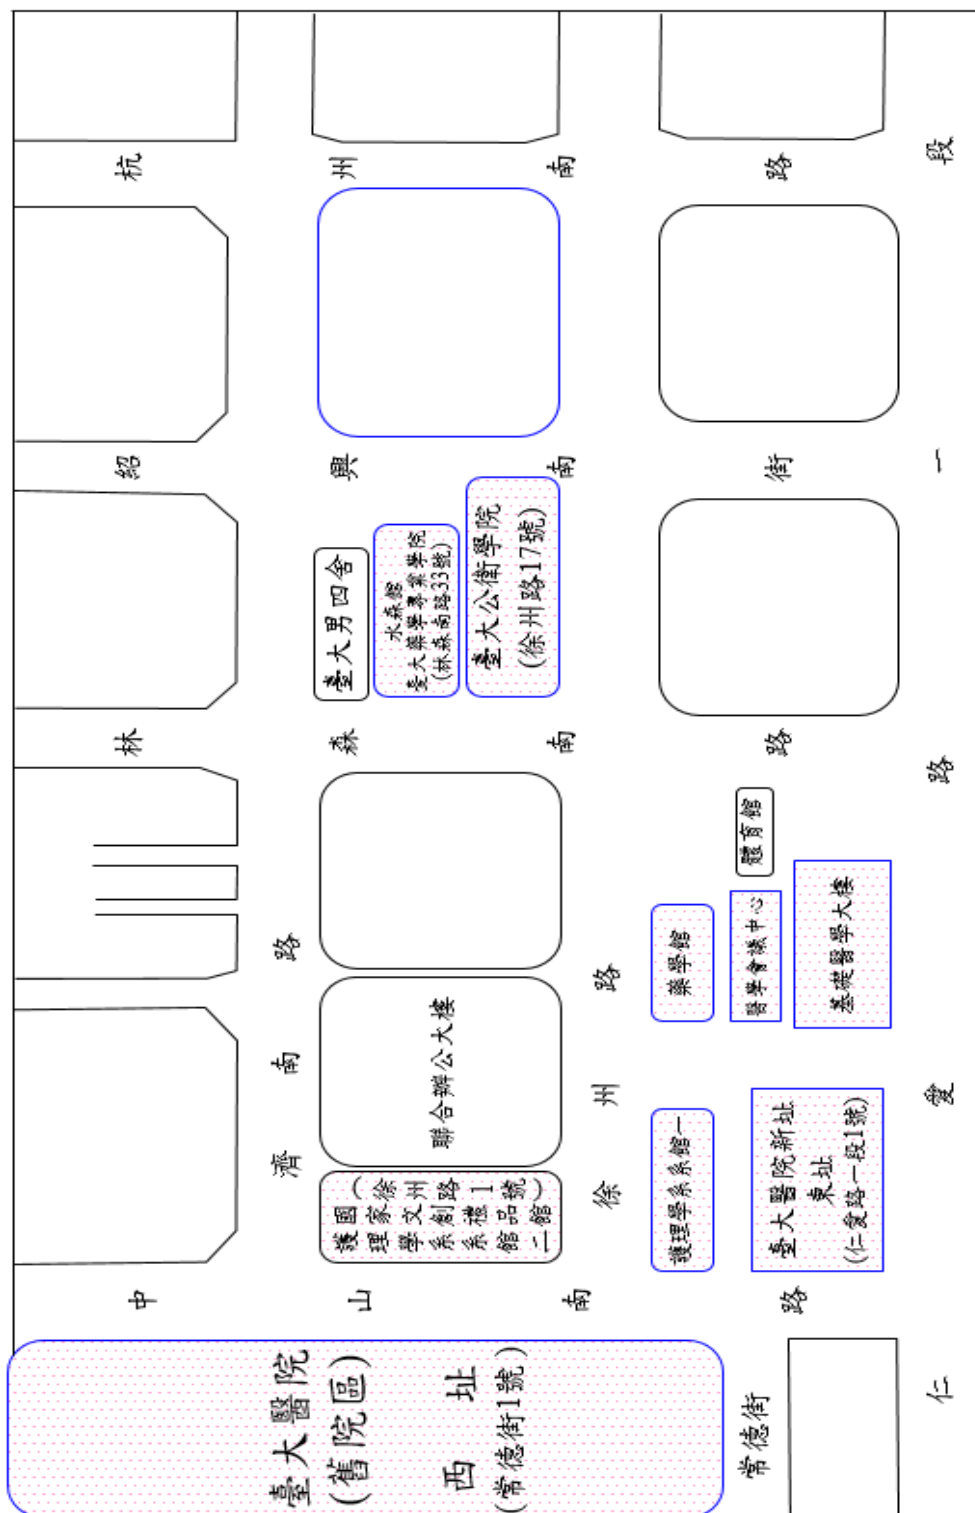 中山南路
林森南路
紹興南街
杭州南路
濟南路
徐州路
仁愛路一段
常德街
臺大醫院
(舊院區)
西址
(常德街1號)
護理學系系館二
國家文創禮品館
(徐州路1號)
聯合辦公大樓
臺大男四舍
水森館
臺大藥學專業學院
(林森南路33號)
臺大公衛學院
(徐州路17號)
護理學系系館一
臺大醫院新址
東址
(仁愛路一段1號)
藥學館
醫學會議中心
基礎醫學大樓
體育館